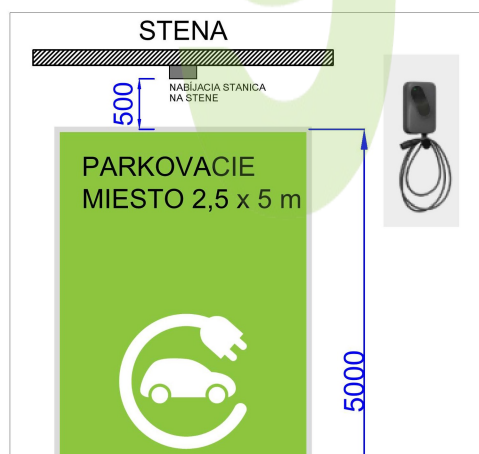 STENA
NABÍJACIA STANICA
NA STENE
500
PARKOVACIE
MIESTO 2,5 x 5 m
5000